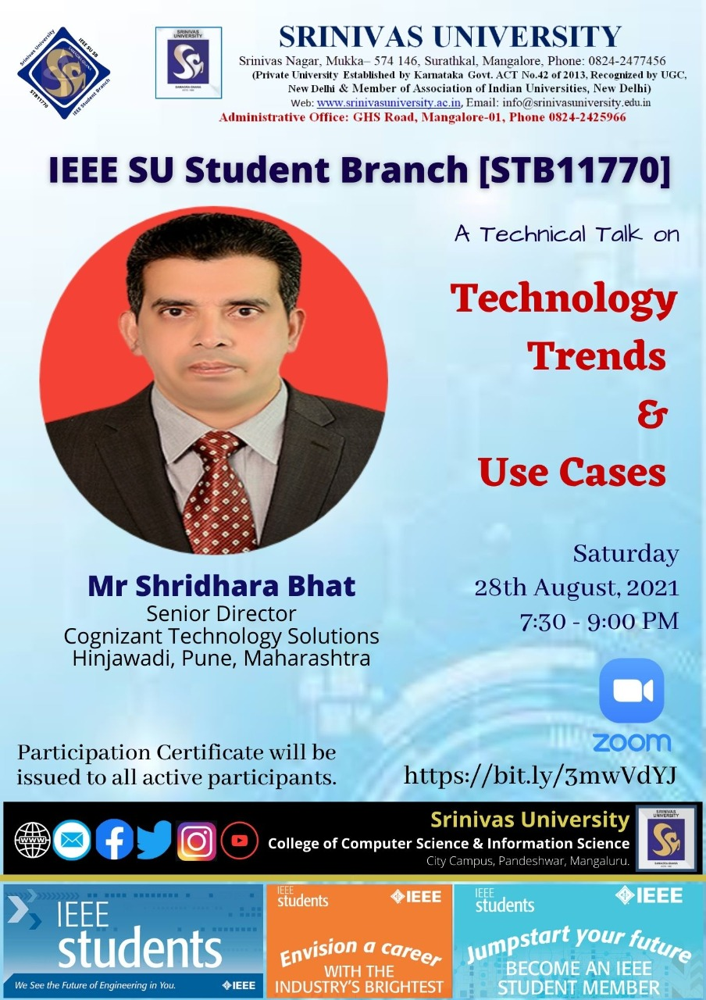 Srinivas University
IEEE SU SB
STB11770
IEEE Student Branch
SRINIVAS
UNIVERSITY
SRINIVAS UNIVERSITY
Srinivas Nagar, Mukka– 574 146, Surathkal, Mangalore, Phone: 0824-2477456
(Private University Established by Karnataka Govt. ACT No.42 of 2013, Recognized by UGC,
New Delhi & Member of Association of Indian Universities, New Delhi)
Web: www.srinivasuniversity.ac.in, Email: info@srinivasuniversity.edu.in
Administrative Office: GHS Road, Mangalore-01, Phone 0824-2425966
IEEE SU Student Branch [STB11770]
A Technical Talk on
Technology
Trends
&
Use Cases
Mr Shridhara Bhat
Senior Director
Cognizant Technology Solutions
Hinjawadi, Pune, Maharashtra
Saturday
28th August, 2021
7:30 - 9:00 PM
zoom
https://bit.ly/3mwVdYJ
Participation Certificate will be
issued to all active participants.
www
Srinivas University
College of Computer Science & Information Science
City Campus, Pandeshwar, Mangaluru.
SRINIVAS
UNIVERSITY
IEEE
students
We See the Future of Engineering in You.
IEEE
IEEE
students
IEEE
Envision a career
WITH THE
INDUSTRY'S BRIGHTEST
IEEE
students
IEEE
Jumpstart your future
BECOME AN IEEE
STUDENT MEMBER